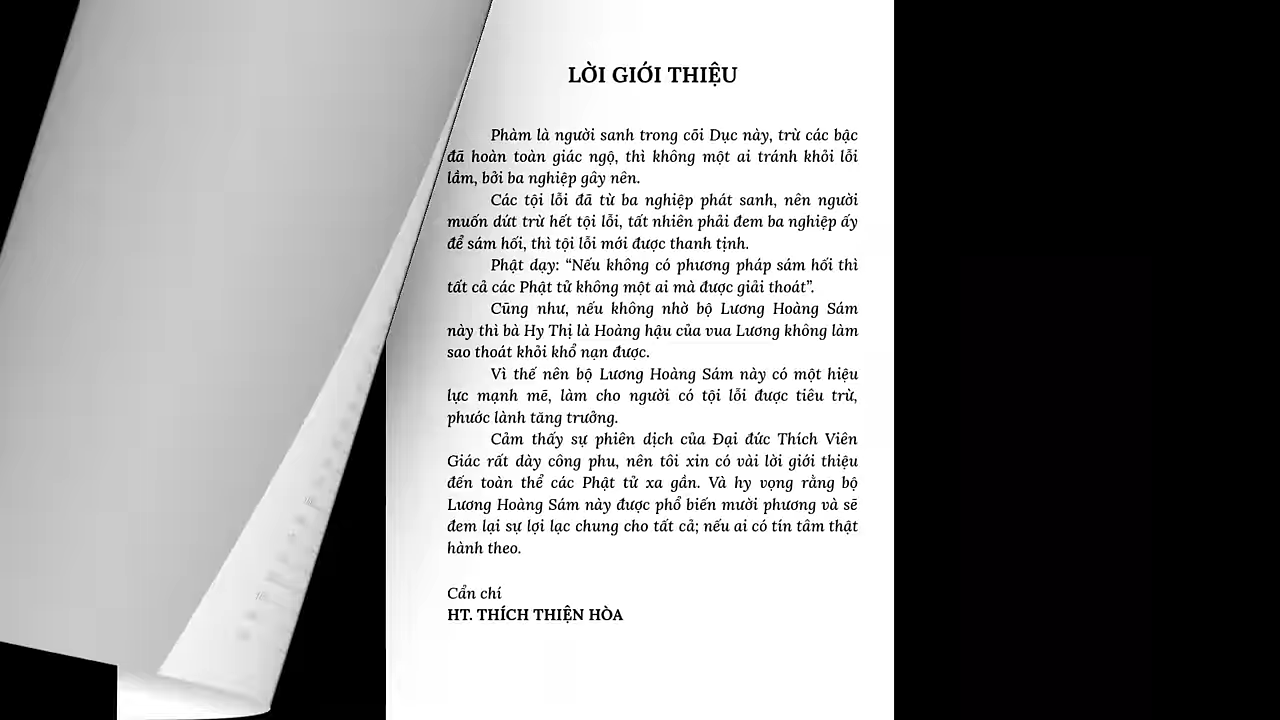 LỜI GIỚI THIỆU
Phàm là người sanh trong cõi Dục này, trừ các bậc
đã hoàn toàn giác ngộ, thì không một ai tránh khỏi lỗi
lầm, bởi ba nghiệp gây nên.
Các tội lỗi đã từ ba nghiệp phát sanh, nên người
muốn dứt trừ hết tội lỗi, tất nhiên phải đem ba nghiệp ấy
để sám hối, thì tội lỗi mới được thanh tịnh.
Phật dạy: “Nếu không có phương pháp sám hối thì
tất cả các Phật tử không một ai mà được giải thoát”.
Cũng như, nếu không nhờ bộ Lương Hoàng Sám
này thì bà Hy Thị là Hoàng hậu của vua Lương không làm
sao thoát khỏi khổ nạn được.
Vì thế nên bộ Lương Hoàng Sám này có một hiệu
lực mạnh mẽ, làm cho người có tội lỗi được tiêu trừ,
phước lành tăng trưởng.
Cảm thấy sự phiên dịch của Đại đức Thích Viên
Giác rất dày công phu, nên tôi xin có vài lời giới thiệu
đến toàn thể các Phật tử xa gần. Và hy vọng rằng bộ
Lương Hoàng Sám này được phổ biến mười phương và sẽ
đem lại sự lợi lạc chung cho tất cả; nếu ai có tín tâm thật
hành theo.
Cẩn chí
HT. THÍCH THIỆN HÒA